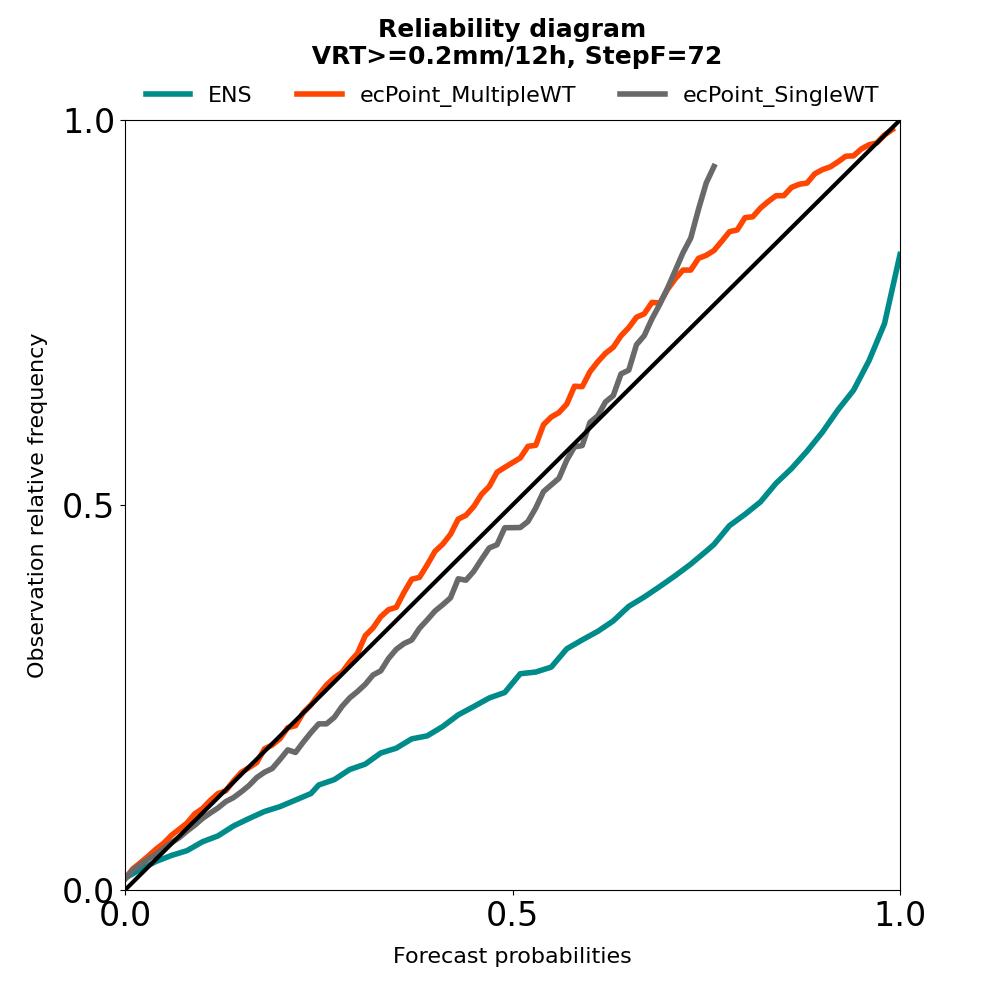 Reliability diagram
VRT>=0.2mm/12h, StepF=72
ENS ecPoint_MultipleWT ecPoint_SingleWT
1.0
0.5
0.0
Observation relative frequency
0.0 0.5 1.0
Forecast probabilities